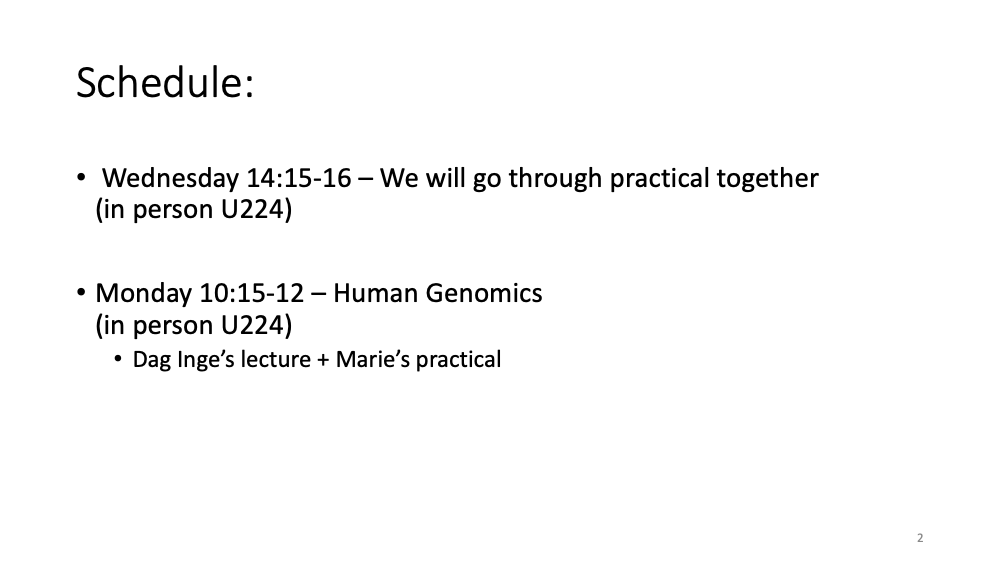 Schedule:
• Wednesday 14:15-16 – We will go through practical together
(in person U224)
• Monday 10:15-12 – Human Genomics
(in person U224)
• Dag Inge’s lecture + Marie’s practical
2